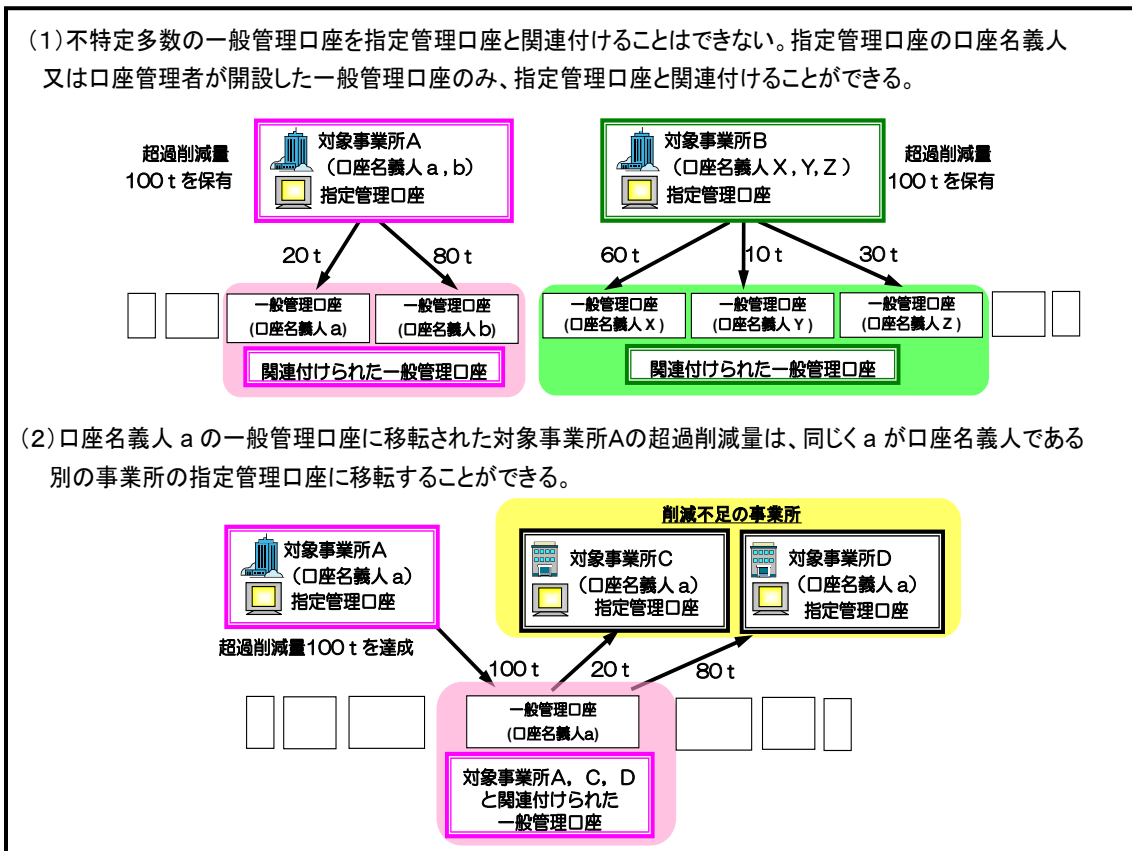 (1)不特定多数の一般管理口座を指定管理口座と関連付けることはできない。指定管理口座の口座名義人
又は口座管理者が開設した一般管理口座のみ、指定管理口座と関連付けることができる。
超過削減量
100tを保有
対象事業所A
(口座名義人a,b)
指定管理口座
対象事業所B
(口座名義人X,Y,Z)
指定管理口座
超過削減量
100tを保有
20t
80t
60t
10t
30t
一般管理口座
(口座名義人a)
一般管理口座
(口座名義人b)
一般管理口座
(口座名義人X)
一般管理口座
(口座名義人Y)
一般管理口座
(口座名義人Z)
関連付けられた一般管理口座
関連付けられた一般管理口座
(2)口座名義人aの一般管理口座に移転された対象事業所Aの超過削減量は、同じくaが口座名義人である
別の事業所の指定管理口座に移転することができる。
削減不足の事業所
対象事業所A
(口座名義人a)
指定管理口座
対象事業所C
(口座名義人a)
指定管理口座
対象事業所D
(口座名義人a)
指定管理口座
超過削減量100tを達成
100t
20t
80t
一般管理口座
(口座名義人a)
対象事業所A,C,D
と関連付けられた
一般管理口座